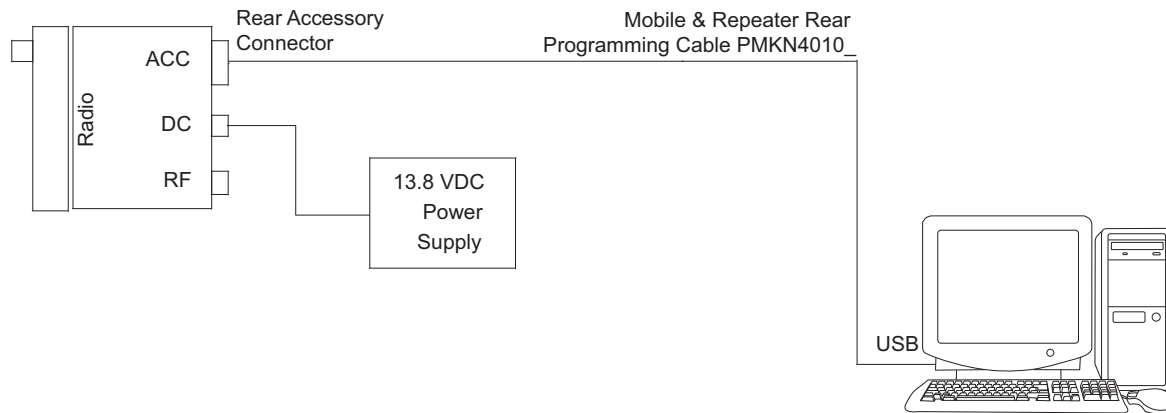 Rear Accessory
Connector
Mobile & Repeater Rear
Programming Cable PMKN4010_
ACC
DC
RF
Radio
13.8 VDC
Power
Supply
USB